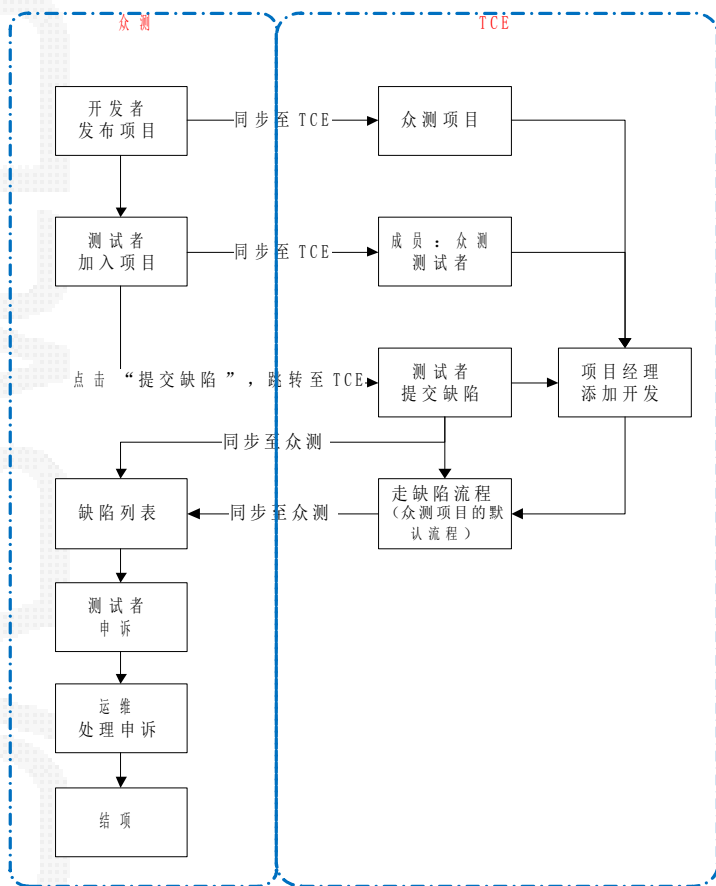 众测
TCE
开发者
发布项目
同步至TCE
众测项目
测试者
加入项目
同步至TCE
成员：众测
测试者
点击“提交缺陷”，跳转至TCE
测试者
提交缺陷
项目经理
添加开发
同步至众测
缺陷列表
同步至众测
走缺陷流程
（众测项目的默
认流程）
测试者
申诉
运维
处理申诉
结项